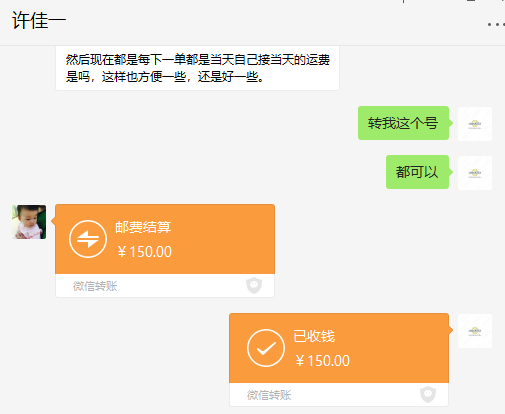 许佳一
然后现在都是每下一单都是当天自己接当天的运费
是吗，这样也方便一些，还是好一些。
转我这个号
都可以
邮费结算
￥150.00
微信转账
已收钱
￥150.00
微信转账